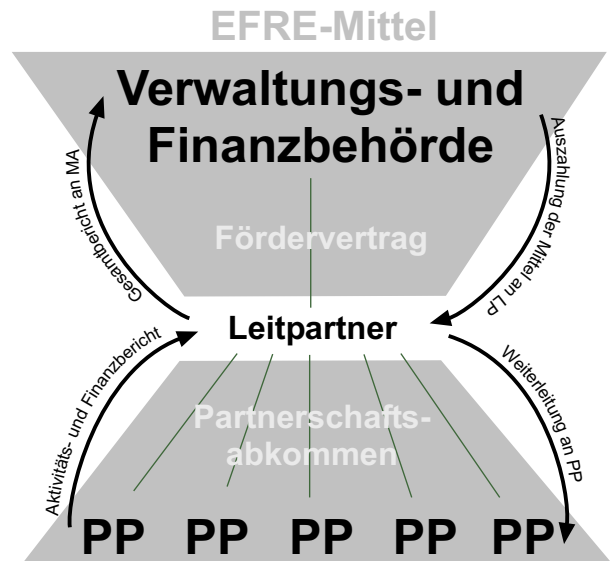 EFRE-Mittel
Verwaltungs- und
Finanzbehörde
Gesamtbericht an MA
Auszahlung der Mittel an LP
Fördervertrag
Leitpartner
Aktivitäts- und Finanzbericht
Weiterleitung an PP
Partnerschafts-
abkommen
PP PP PP PP PP